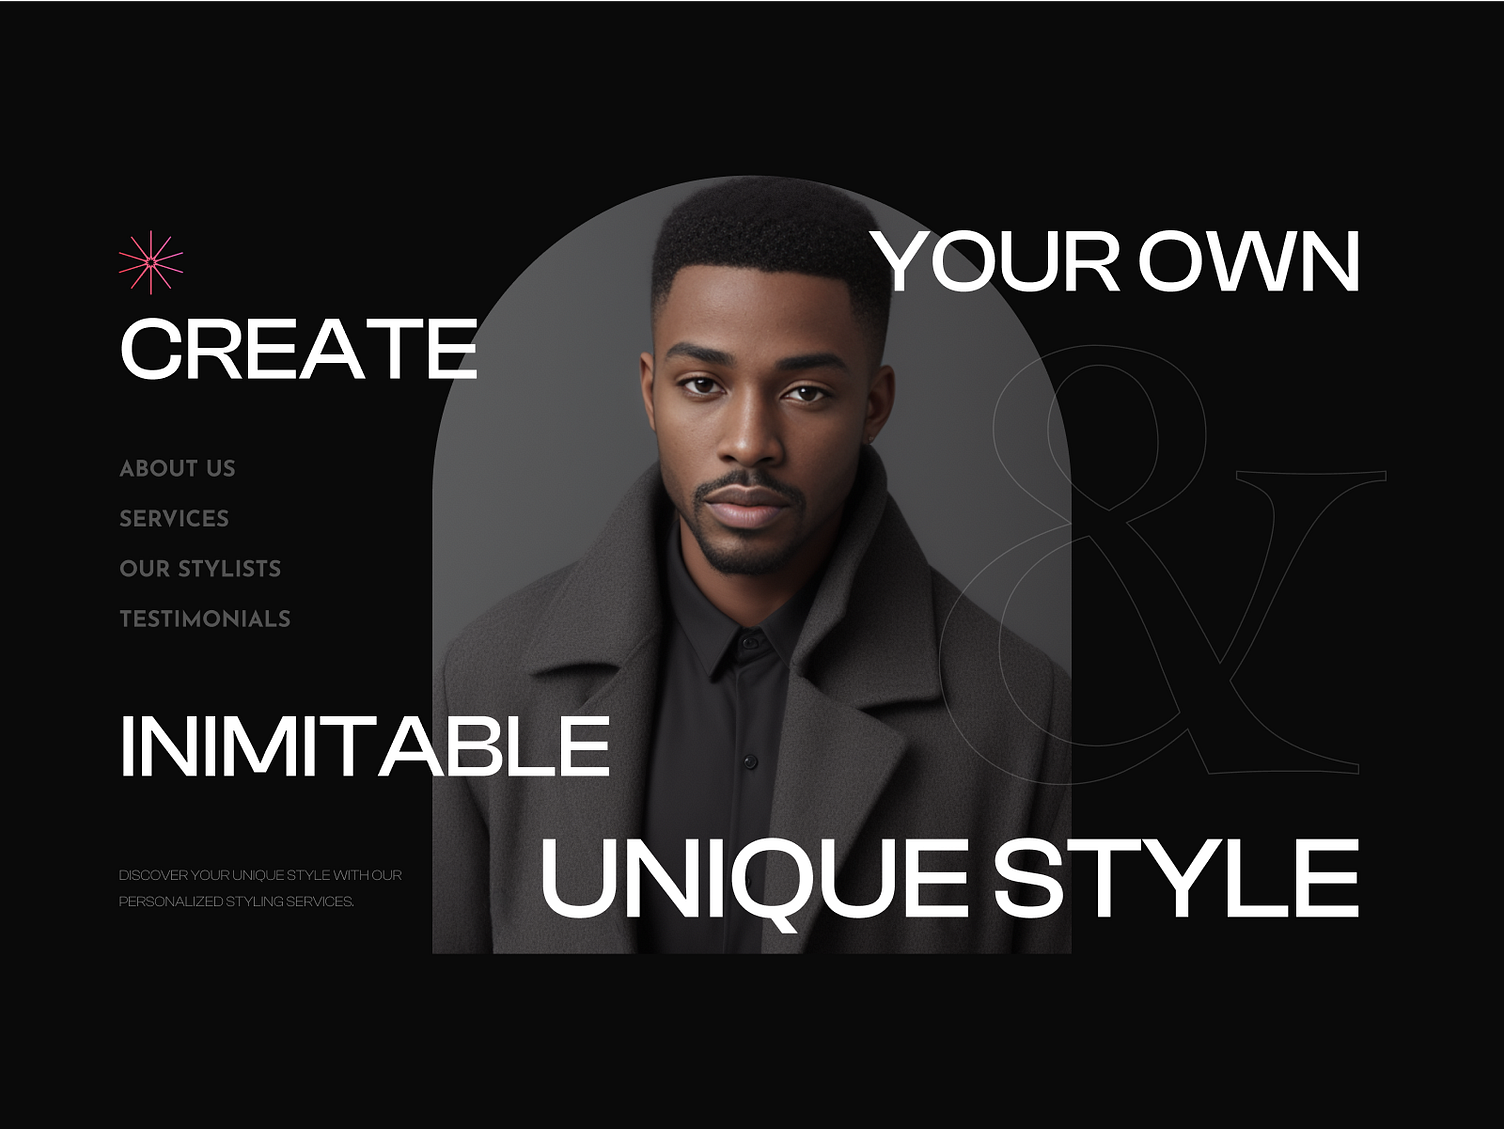 CREATE
YOUR OWN
&
ABOUT US
SERVICES
OUR STYLISTS
TESTIMONIALS
INIMITABLE
UNIQUE STYLE
DISCOVER YOUR UNIQUE STYLE WITH OUR
PERSONALIZED STYLING SERVICES.